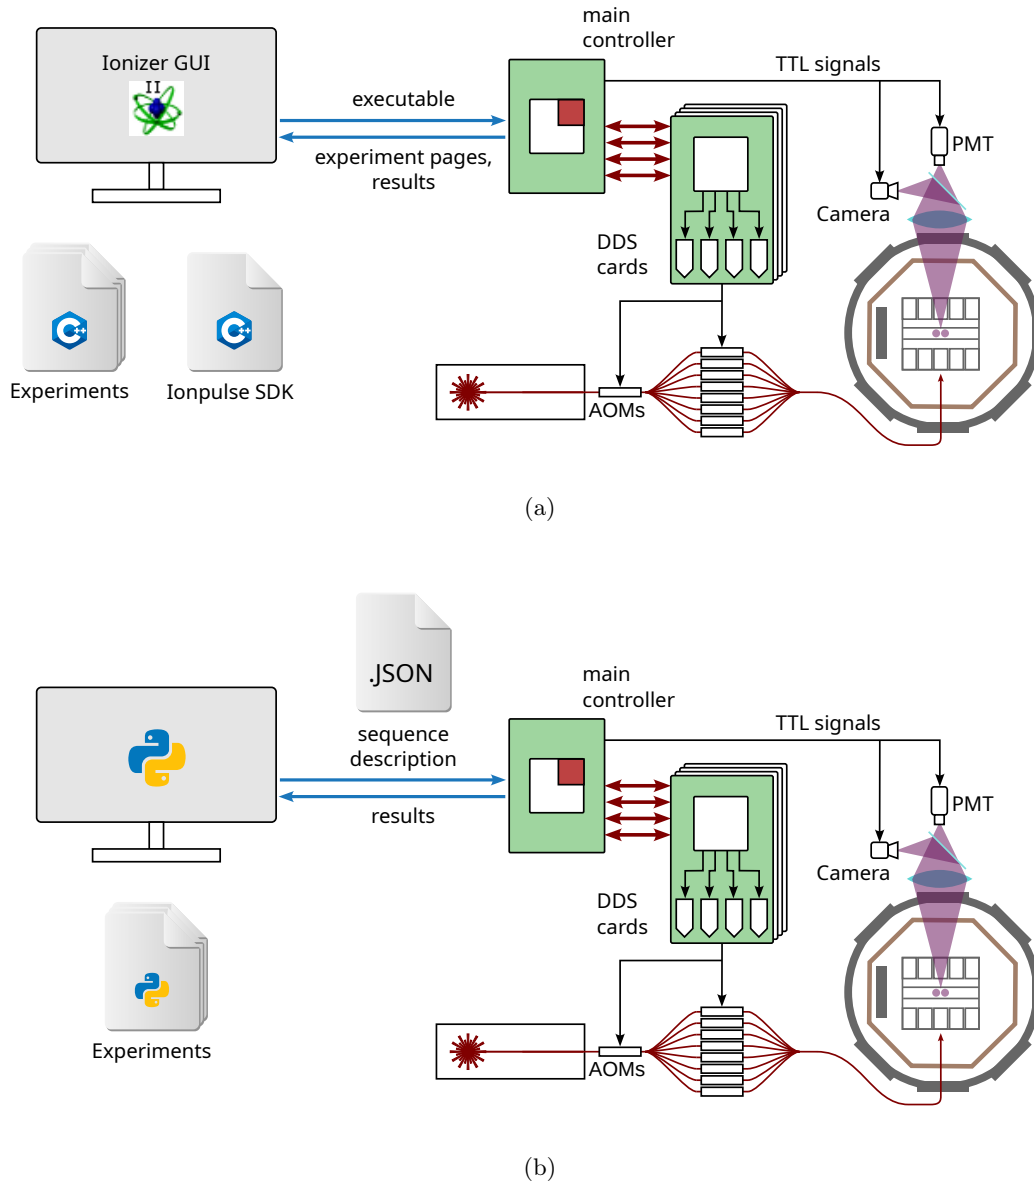 main
controller
Ionizer GUI
II
TTL signals
executable
experiment pages,
results
PMT
Camera
DDS
cards
C++
C++
Experiments
Ionpulse SDK
AOMs
(a)
.JSON
main
controller
sequence
description
TTL signals
results
PMT
Camera
DDS
cards
Experiments
AOMs
(b)